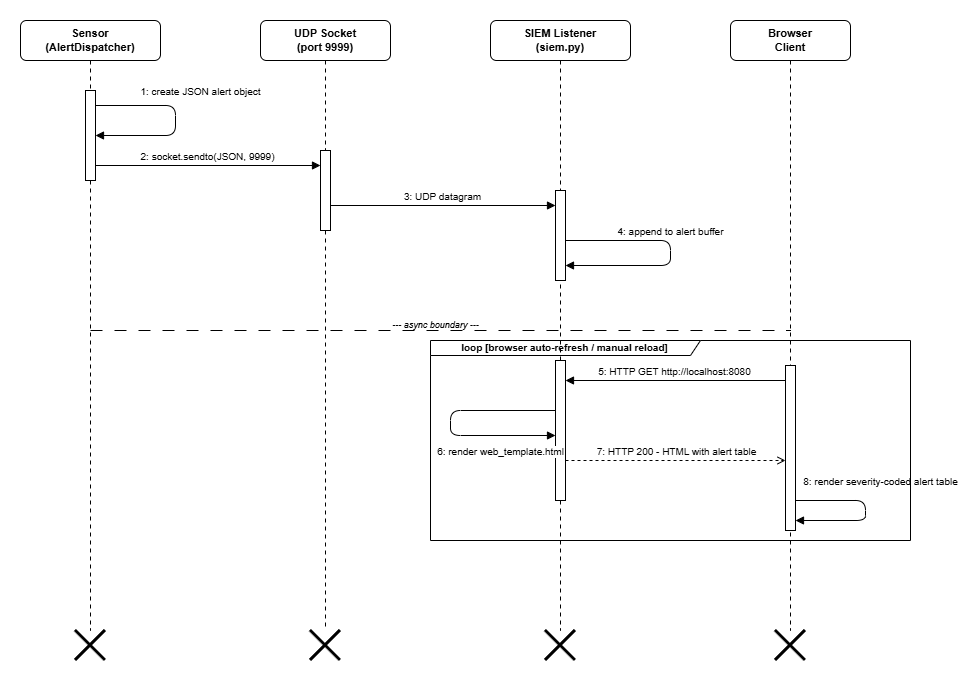 Sensor
(AlertDispatcher)
UDP Socket
(port 9999)
SIEM Listener
(siem.py)
Browser
Client
1: create JSON alert object
2: socket.sendto(JSON, 9999)
3: UDP datagram
4: append to alert buffer
--- async boundary ---
loop [browser auto-refresh / manual reload]
5: HTTP GET http://localhost:8080
6: render web_template.html
7: HTTP 200 - HTML with alert table
8: render severity-coded alert table